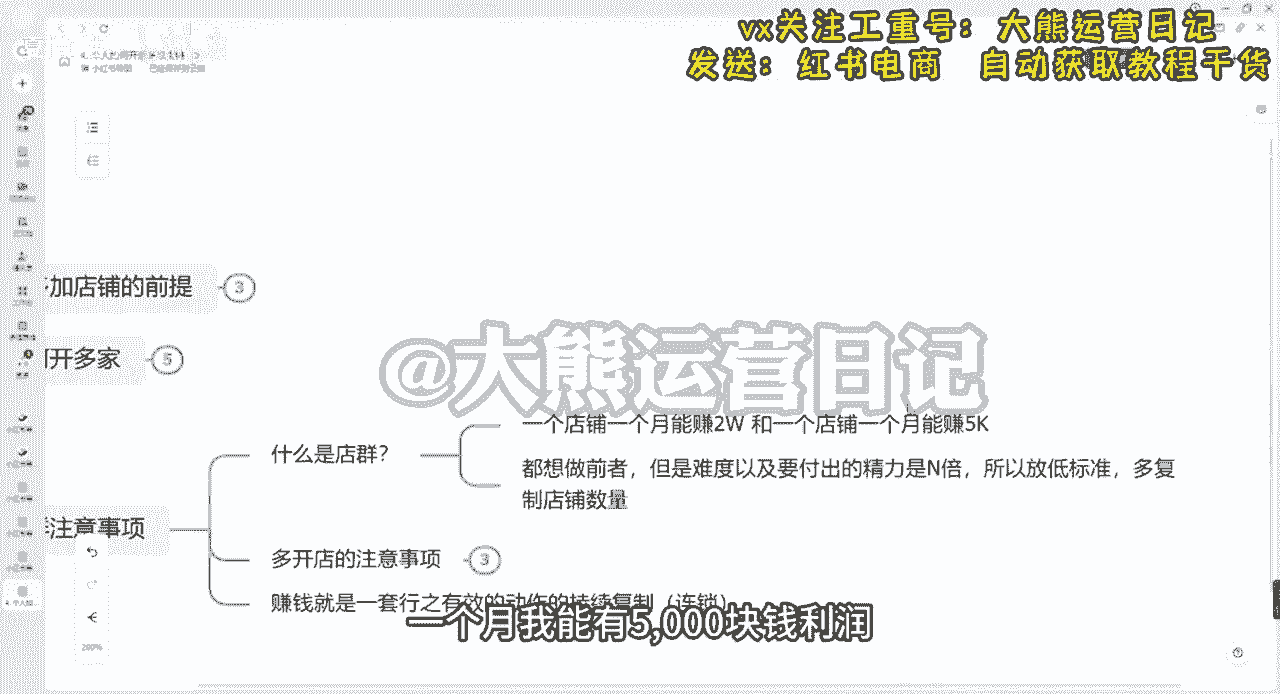 vx关注工重号：大熊运营日记
发送：红书电商 自动获取教程干货
加店铺的前提
3
开多家
5
@大熊运营日记
什么是店群？
一个店铺一个月能赚2W 和一个店铺一个月能赚5K
都想做前者，但是难度以及要付出的精力是N倍，所以放低标准，多复
制店铺数量
注意事项
多开店的注意事项
3
赚钱就是一套行之有效的动作的持续复制（连锁）
一个月我能有5,000块钱利润
200%